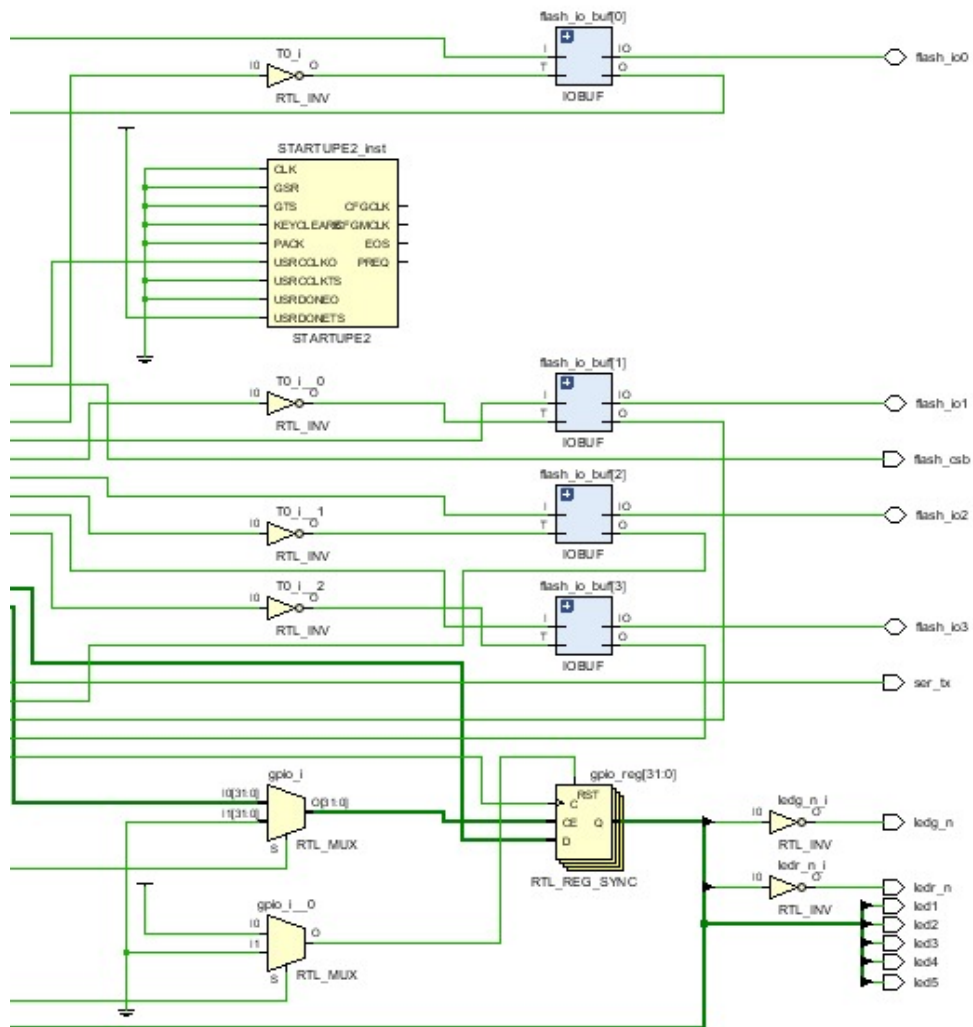 flash_io_buf[0]
I IO
T O
IOBUF
flash_io0
T0_i
I0 O
RTL_INV
STARTUPE2_inst
CLK
GSR
GTS CFGCLK
PACK EOS
USRCCLKO PREQ
USRCCLKTS
USRDONEO
USRDONETS
STARTUPE2
flash_io_buf[1]
I IO
T O
IOBUF
flash_io1
T0_i__0
I0 O
RTL_INV
flash_csb
flash_io_buf[2]
I IO
T O
IOBUF
flash_io2
T0_i__1
I0 O
RTL_INV
T0_i__2
I0 O
RTL_INV
flash_io_buf[3]
I IO
T O
IOBUF
flash_io3
ser_tx
gpio_i
I0[31:0] O[31:0]
I1[31:0]
S RTL_MUX
gpio_reg[31:0]
RST
C
CE Q
D
RTL_REG_SYNC
ledg_n_i
I0 O
RTL_INV
ledg_n
ledr_n_i
I0 O
RTL_INV
ledr_n
led1
led2
led3
led4
led5
gpio_i__0
I0 O
I1
S RTL_MUX